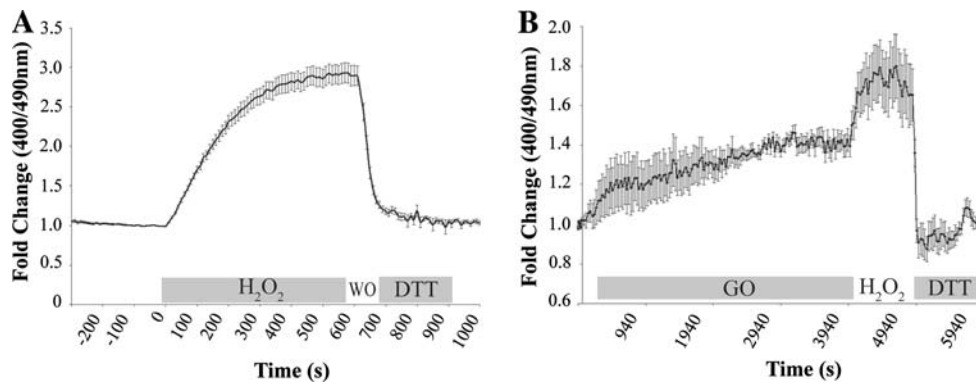 A
Fold Change (400/490nm)
3.5
3.0
2.5
2.0
1.5
1.0
0.5
0
H₂O₂
WO
DTT
-200
-100
0
100
200
300
400
500
600
700
800
900
1000
Time (s)
B
Fold Change (400/490nm)
2.0
1.8
1.6
1.4
1.2
1.0
0.8
0.6
GO
H₂O₂
DTT
940
1940
2940
3940
4940
5940
Time (s)